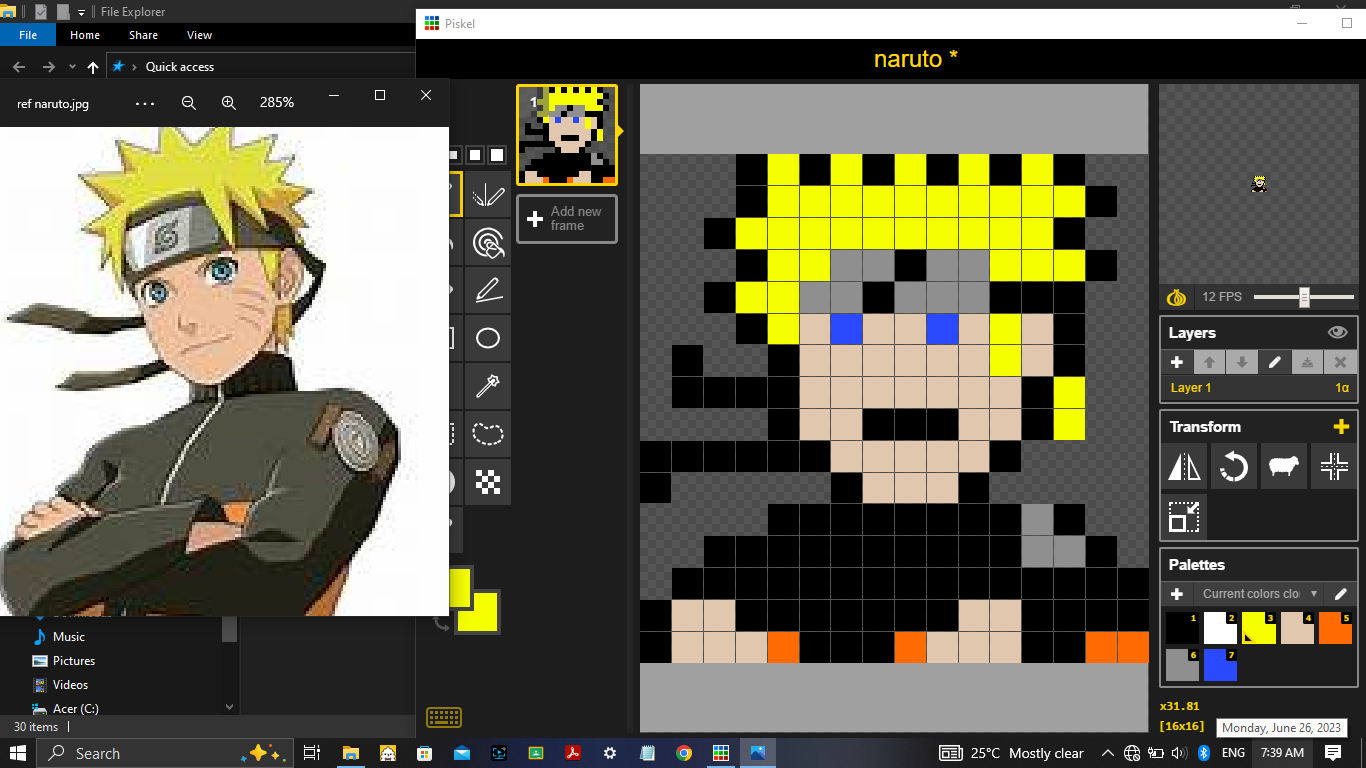 File Explorer
File Home Share View
Quick access
ref naruto.jpg ... 285%
Piskel
naruto *
1
Add new
frame
12 FPS
Layers
Layer 1 1α
Transform
Palettes
Current colors clo
1 2 3 4 5
6 7
x31.81
[16x16]
Monday, June 26, 2023
Music
Pictures
Videos
Acer (C:)
30 items
Search
25°C Mostly clear
ENG 7:39 AM